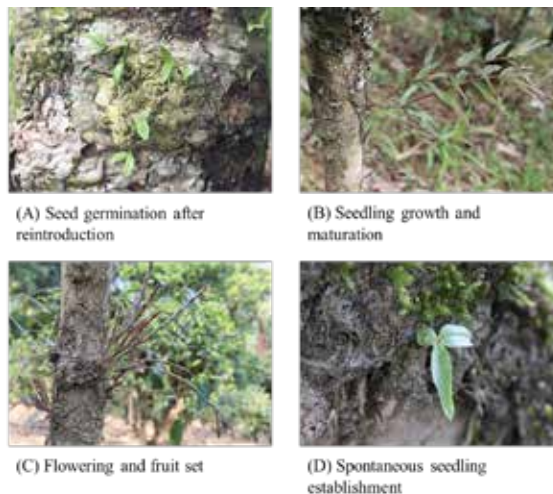 (A) Seed germination after
reintroduction
(B) Seedling growth and
maturation
(C) Flowering and fruit set
(D) Spontaneous seedling
establishment